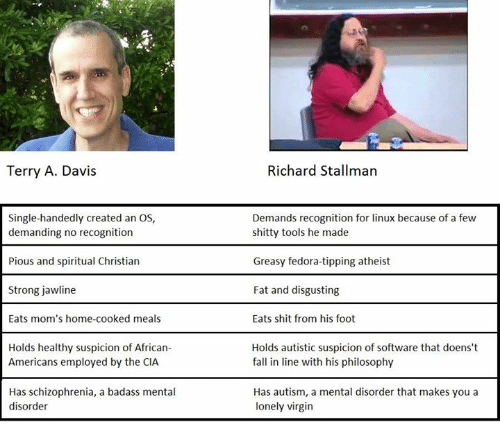 Terry A. Davis
Richard Stallman
Single-handedly created an OS,
demanding no recognition
Demands recognition for linux because of a few
shitty tools he made
Pious and spiritual Christian
Greasy fedora-tipping atheist
Strong jawline
Fat and disgusting
Eats mom's home-cooked meals
Eats shit from his foot
Holds healthy suspicion of African-
Americans employed by the CIA
Holds autistic suspicion of software that doens't
fall in line with his philosophy
Has schizophrenia, a badass mental
disorder
Has autism, a mental disorder that makes you a
lonely virgin